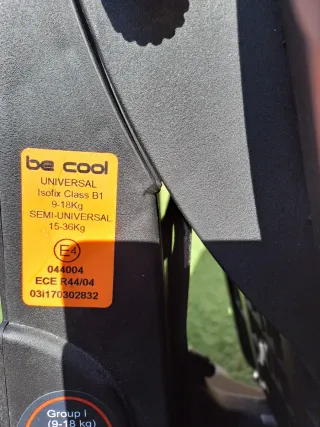 be cool
UNIVERSAL
Isofix Class B1
9-18Kg
SEMI-UNIVERSAL
15-36Kg
E4
044004
ECE R44/04
03i170302832
Group I
(9-18 kg)